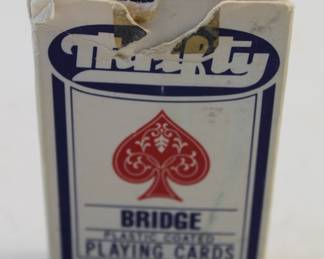 Thrifty
BRIDGE
PLASTIC COATED
PLAYING CARDS